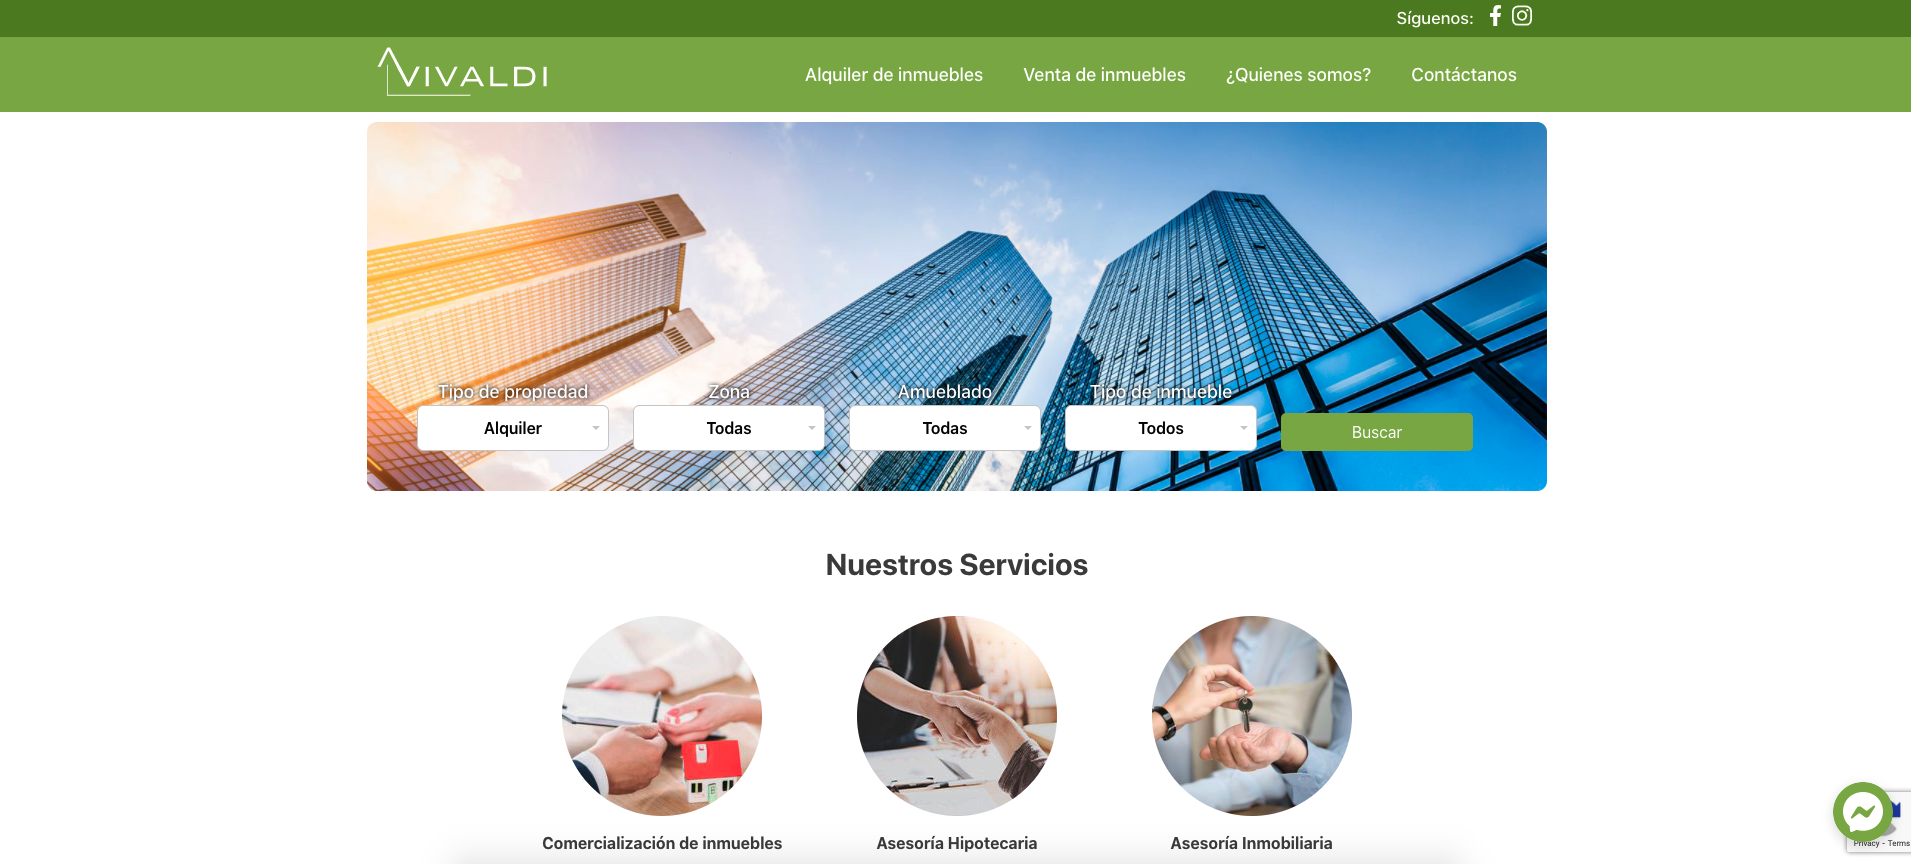 Síguenos:
VIVALDI
Alquiler de inmuebles
Venta de inmuebles
¿Quienes somos?
Contáctanos
Tipo de propiedad
Zona
Amueblado
Tipo de inmueble
Alquiler
Todas
Todas
Todos
Buscar
Nuestros Servicios
Comercialización de inmuebles
Asesoría Hipotecaria
Asesoría Inmobiliaria
Privacy - Terms